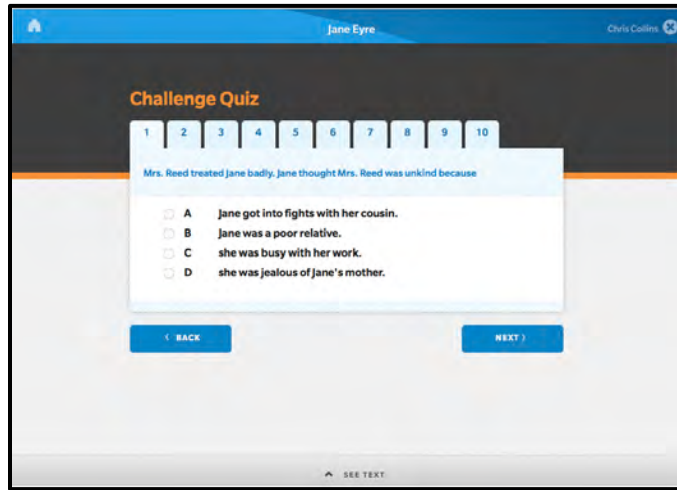 Jane Eyre
Chris Collins
Challenge Quiz
1 2 3 4 5 6 7 8 9 10
Mrs. Reed treated Jane badly. Jane thought Mrs. Reed was unkind because
A Jane got into fights with her cousin.
B Jane was a poor relative.
C she was busy with her work.
D she was jealous of Jane's mother.
BACK
NEXT
SEE TEXT